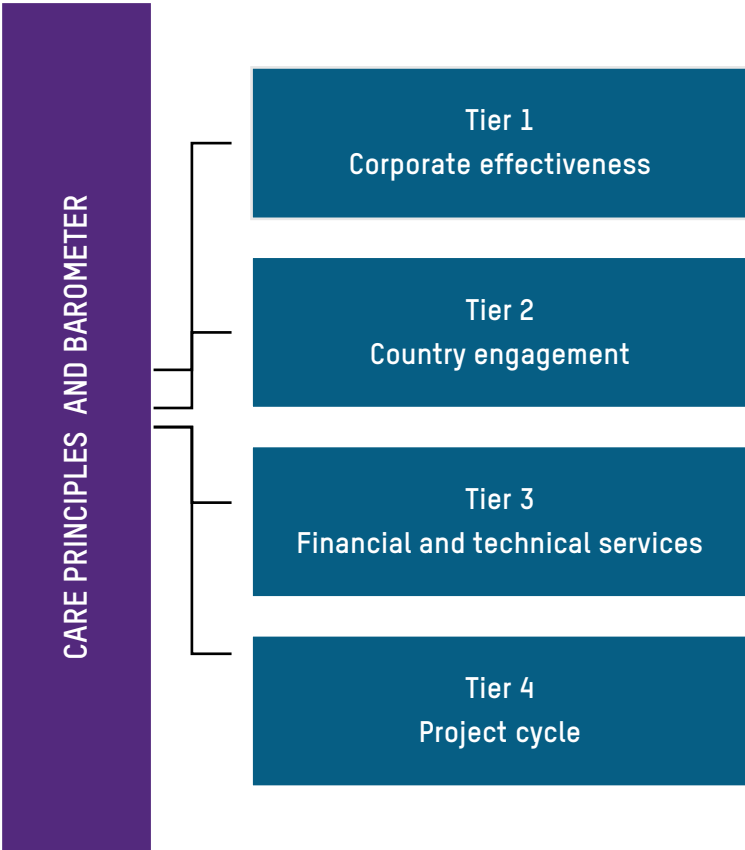 CARE PRINCIPLES AND BAROMETER
Tier 1
Corporate effectiveness
Tier 2
Country engagement
Tier 3
Financial and technical services
Tier 4
Project cycle